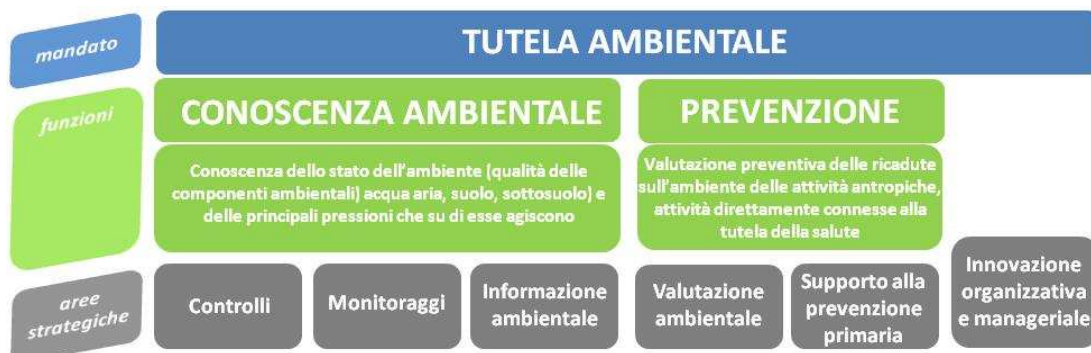 mandato
TUTELA AMBIENTALE
funzioni
CONOSCENZA AMBIENTALE
Conoscenza dello stato dell'ambiente (qualità delle
componenti ambientali) acqua aria, suolo, sottosuolo) e
delle principali pressioni che su di esse agiscono
PREVENZIONE
Valutazione preventiva delle ricadute
sull'ambiente delle attività antropiche,
attività direttamente connesse alla
tutela della salute
aree
strategiche
Controlli
Monitoraggi
Informazione
ambientale
Valutazione
ambientale
Supporto alla
prevenzione
primaria
Innovazione
organizzativa
e manageriale